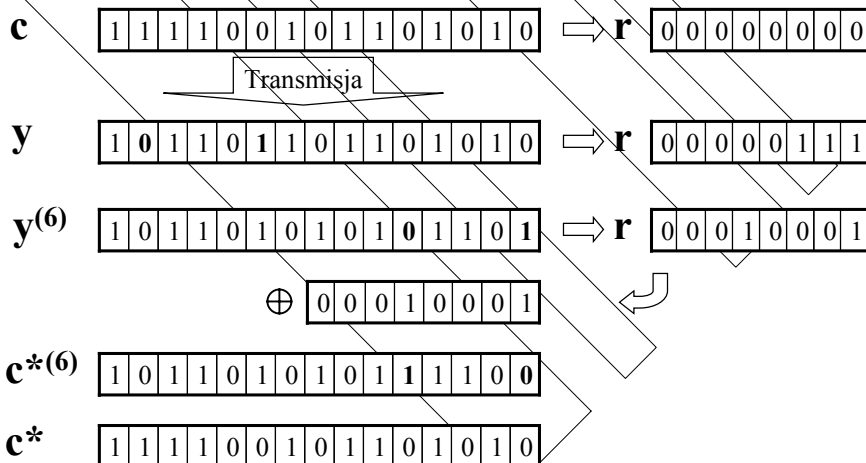 c 1 1 1 1 0 0 1 0 1 1 0 1 0 1 0 ⇨ r 0 0 0 0 0 0 0 0
Transmisja
y 1 0 1 1 0 1 1 0 1 1 0 1 0 1 0 ⇨ r 0 0 0 0 0 1 1 1
y(6) 1 0 1 1 0 1 0 1 0 1 0 1 1 0 1 ⇨ r 0 0 0 1 0 0 0 1
⊕ 0 0 0 1 0 0 0 1
c*(6) 1 0 1 1 0 1 0 1 0 1 1 1 1 0 0
c* 1 1 1 1 0 0 1 0 1 1 0 1 0 1 0